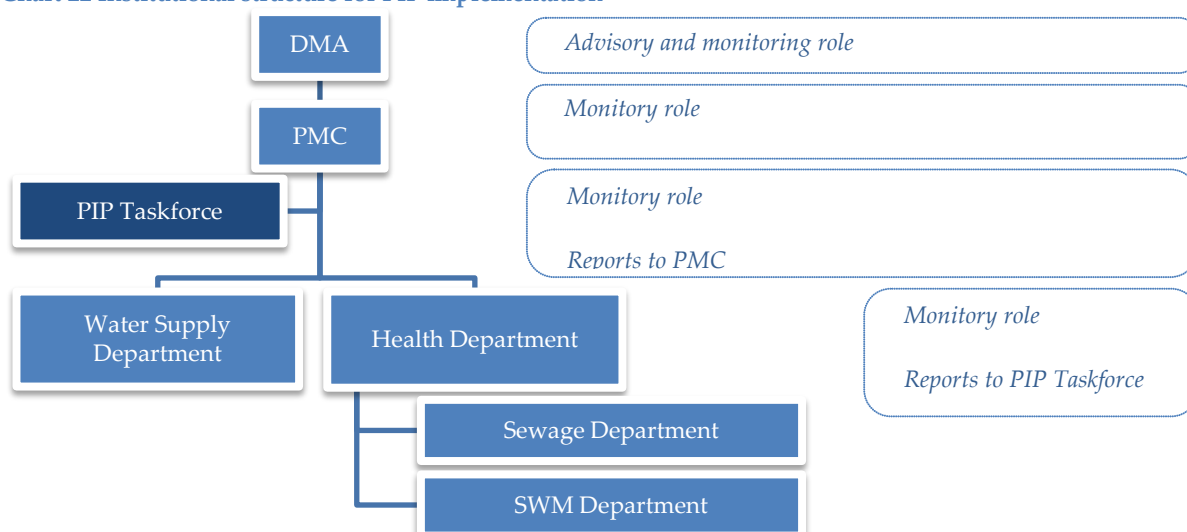 DMA
Advisory and monitoring role
PMC
Monitory role
PIP Taskforce
Monitory role
Reports to PMC
Water Supply
Department
Health Department
Monitory role
Reports to PIP Taskforce
Sewage Department
SWM Department